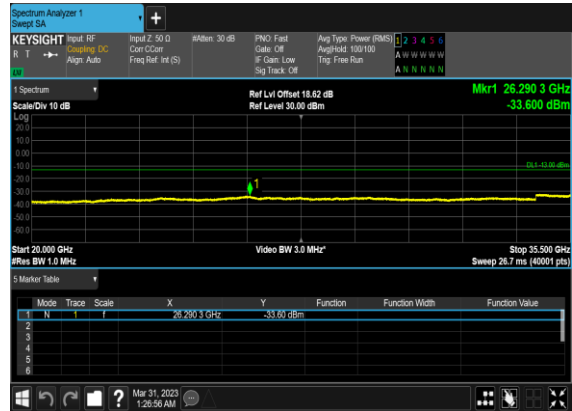 Spectrum Analyzer 1
Swept SA
+
KEYSIGHT Input: RF Input Z: 50 Ω #Atten: 30 dB PNO: Fast Avg Type: Power (RMS) 1 2 3 4 5 6
R T Coupling: DC Corr CCorr Gate: Off Avg|Hold: 100/100 A W W W W W
Align: Auto Freq Ref: Int (S) IF Gain: Low Trig: Free Run
Sig Track: Off A N N N N N
1 Spectrum Ref Lvl Offset 18.62 dB Mkr1 26.290 3 GHz
Scale/Div 10 dB Ref Level 30.00 dBm -33.600 dBm
Log
20.0
10.0
0.00
-10.0 DL1 -13.00 dBm
-20.0
-30.0 1
-40.0
-50.0
-60.0
Start 20.000 GHz Video BW 3.0 MHz* Stop 35.500 GHz
#Res BW 1.0 MHz Sweep 26.7 ms (40001 pts)
5 Marker Table
Mode Trace Scale X Y Function Function Width Function Value
1 N 1 f 26.290 3 GHz -33.60 dBm
2
3
4
5
6
? Mar 31, 2023
1:26:56 AM